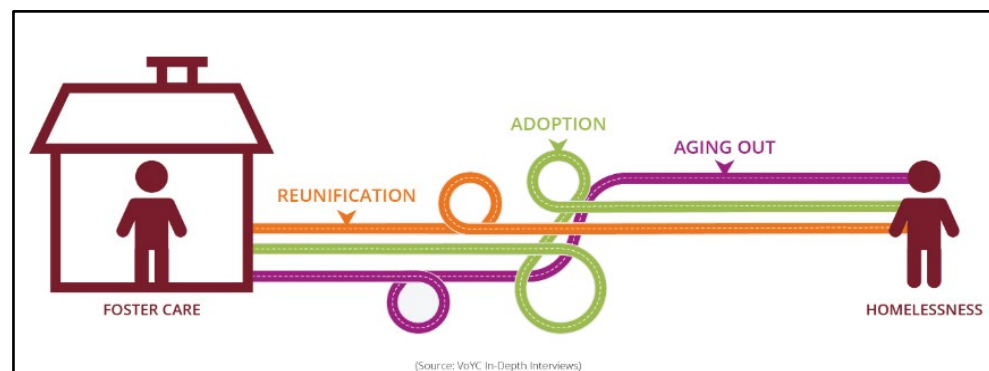 ADOPTION
AGING OUT
REUNIFICATION
FOSTER CARE
HOMELESSNESS
(Source: VoYC In-Depth Interviews)